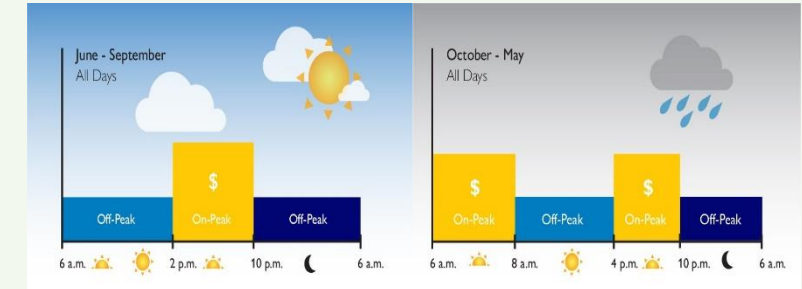 June - September
All Days
$
Off-Peak
On-Peak
Off-Peak
6 a.m.
2 p.m.
10 p.m.
6 a.m.
October - May
All Days
$
$
On-Peak
Off-Peak
On-Peak
Off-Peak
6 a.m.
8 a.m.
4 p.m.
10 p.m.
6 a.m.